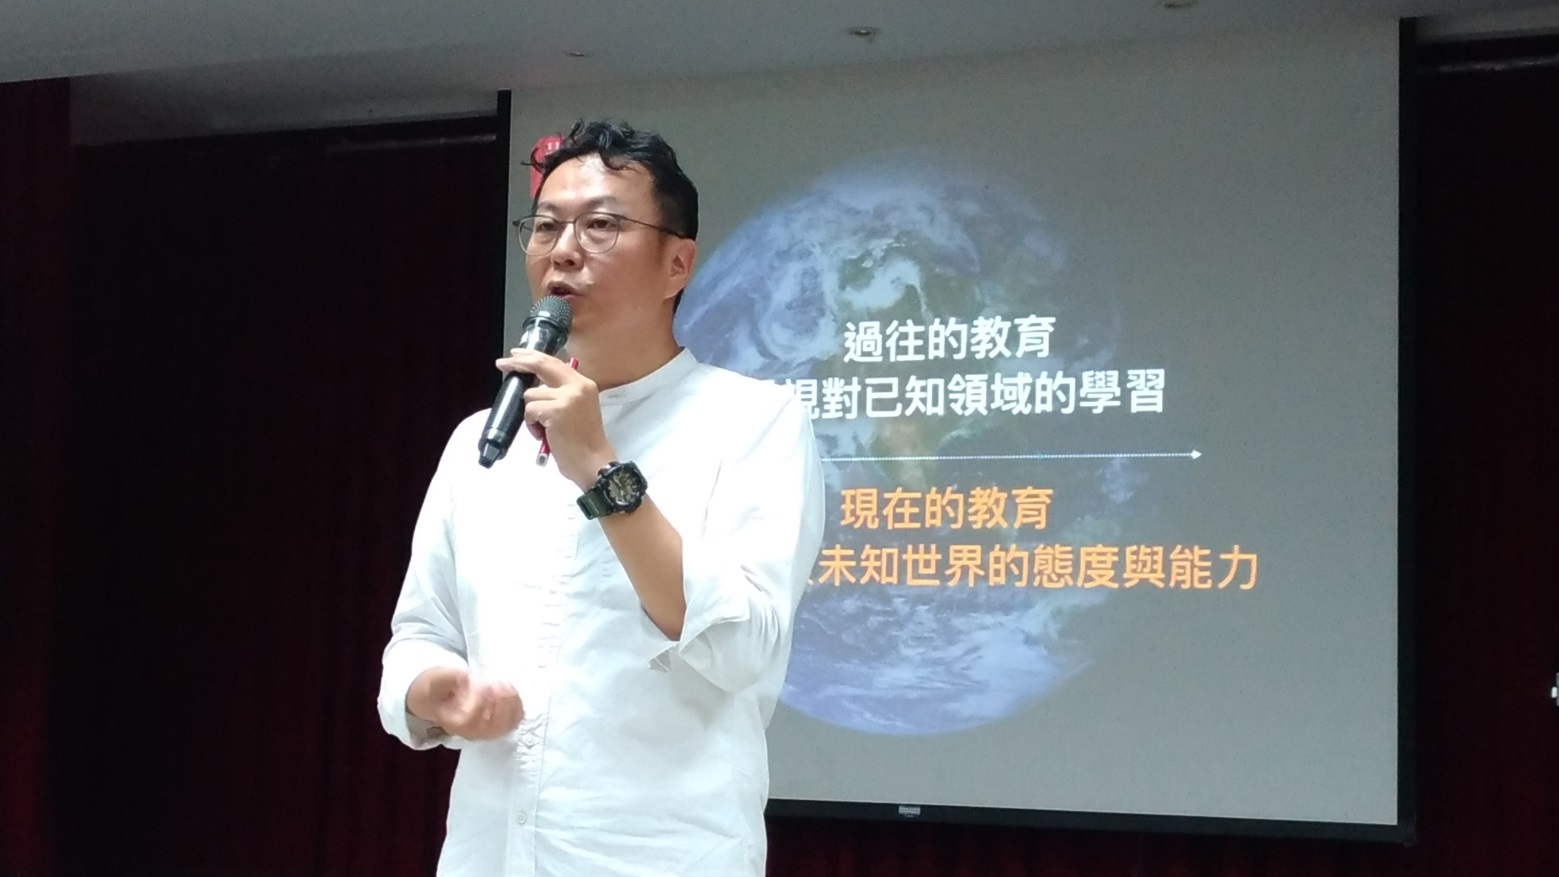 過往的教育
視對已知領域的學習
現在的教育
未知世界的態度與能力